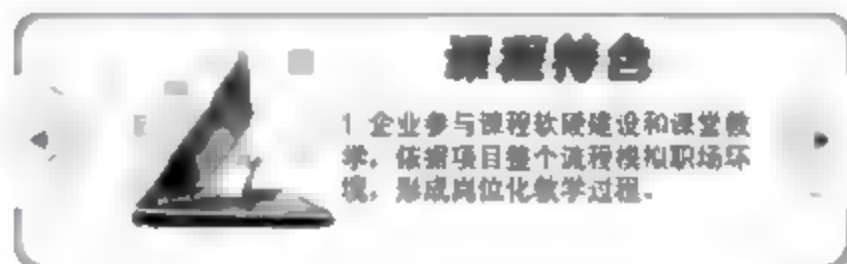 课程特色
1 企业参与课程软硬建设和课堂教
学，依据项目整个流程模拟职场环
境，形成岗位化教学过程。